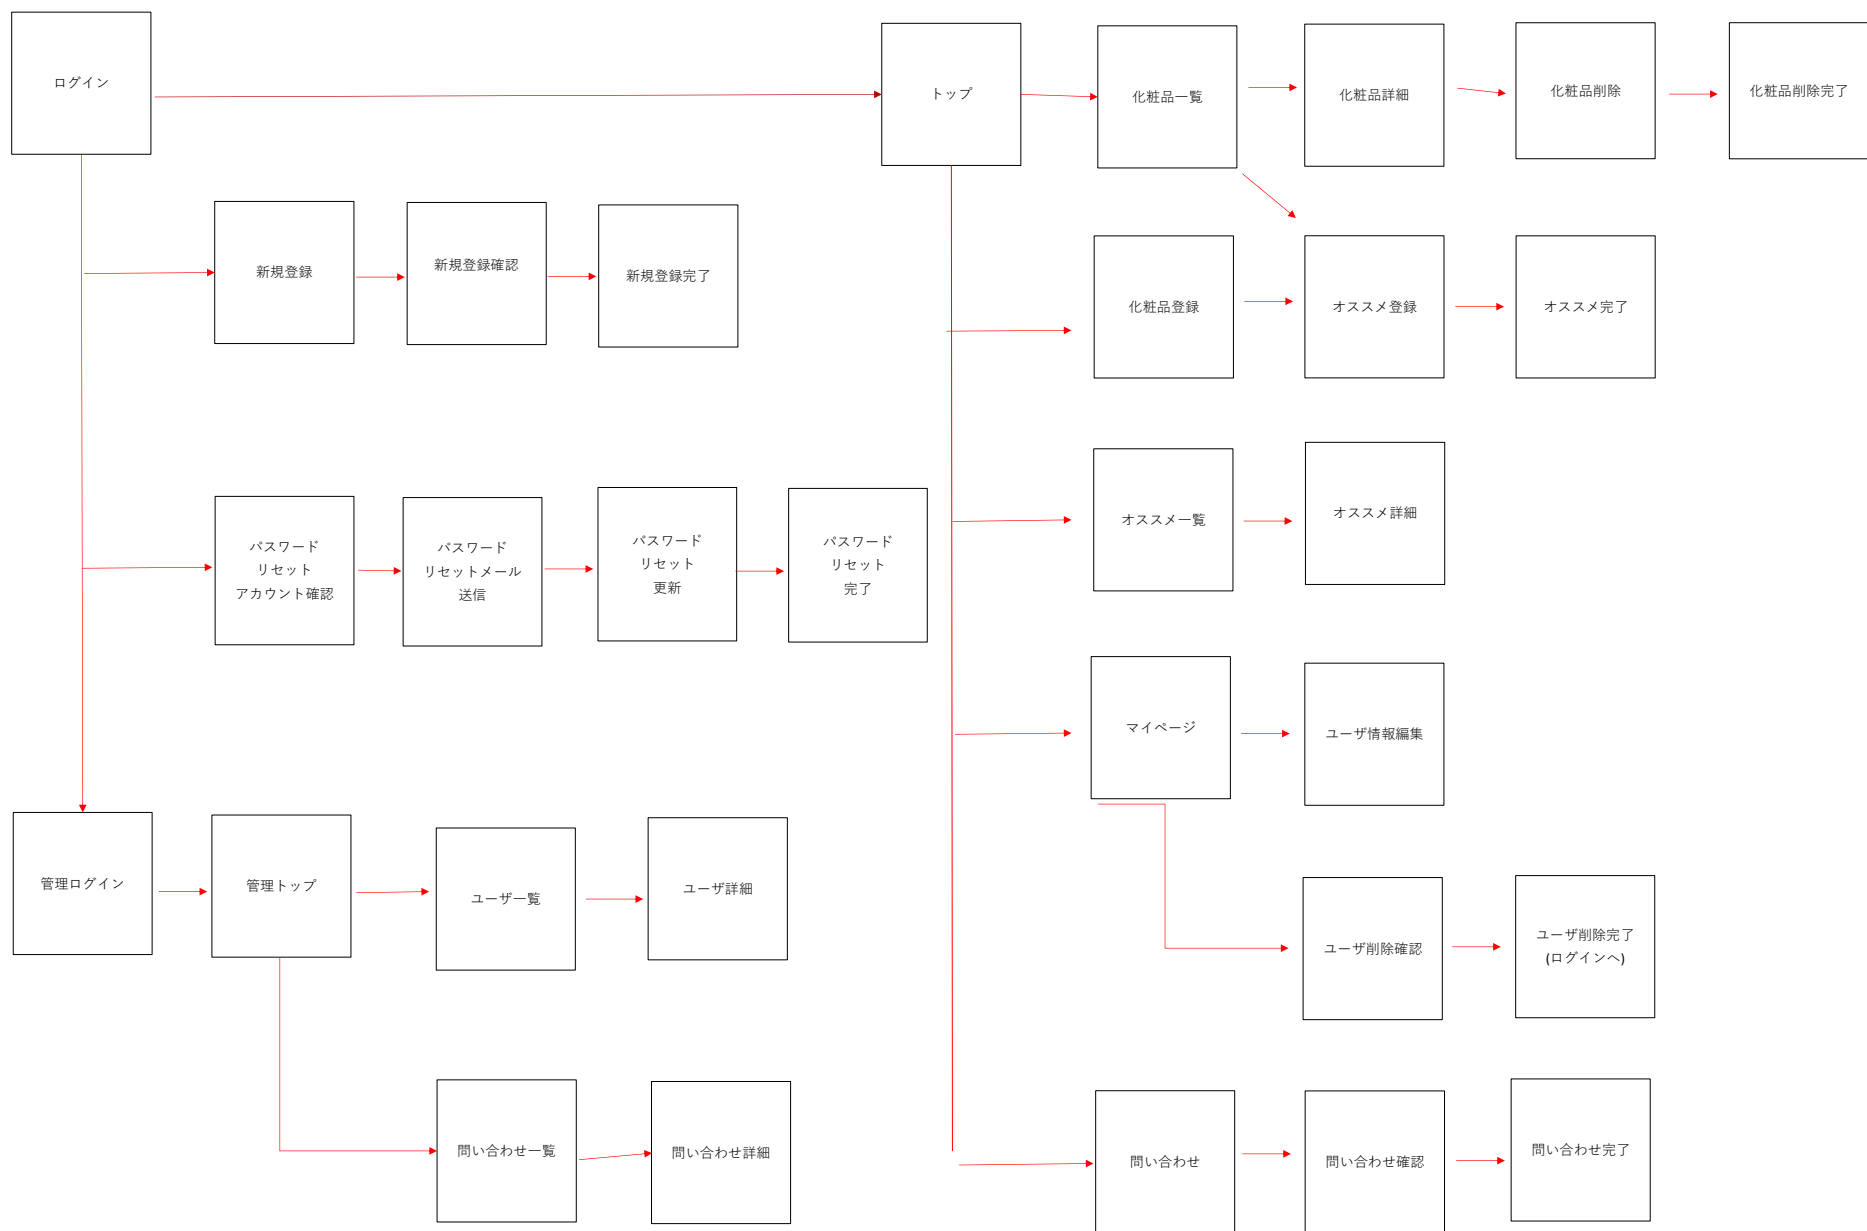 ログイン
トップ
化粧品一覧
化粧品詳細
化粧品削除
化粧品削除完了
新規登録
新規登録確認
新規登録完了
化粧品登録
オススメ登録
オススメ完了
パスワード
リセット
アカウント確認
パスワード
リセットメール
送信
パスワード
リセット
更新
パスワード
リセット
完了
オススメ一覧
オススメ詳細
マイページ
ユーザ情報編集
管理ログイン
管理トップ
ユーザ一覧
ユーザ詳細
ユーザ削除確認
ユーザ削除完了
(ログインへ)
問い合わせ一覧
問い合わせ詳細
問い合わせ
問い合わせ確認
問い合わせ完了